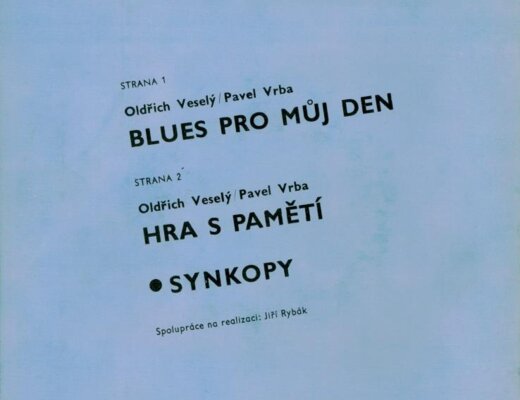 STRANA 1
Oldřich Veselý/Pavel Vrba
BLUES PRO MŮJ DEN
STRANA 2
Oldřich Veselý/Pavel Vrba
HRA S PAMĚTÍ
● SYNKOPY
Spolupráce na realizaci: Jiří Rybák